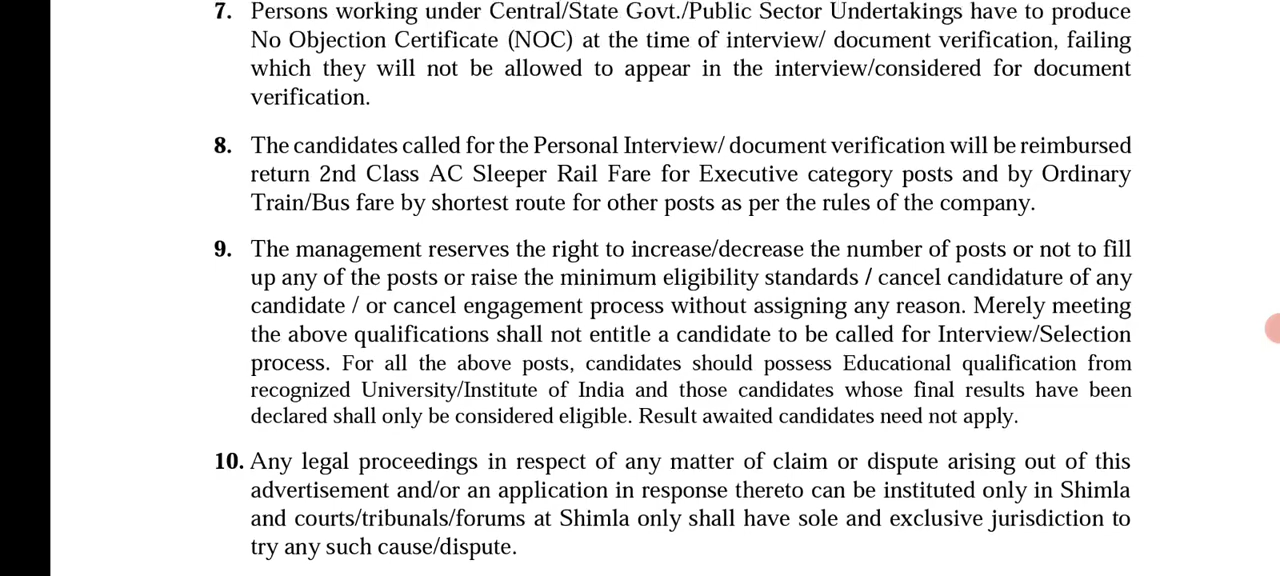 7. Persons working under Central/State Govt./Public Sector Undertakings have to produce
No Objection Certificate (NOC) at the time of interview/ document verification, failing
which they will not be allowed to appear in the interview/considered for document
verification.
8. The candidates called for the Personal Interview/ document verification will be reimbursed
return 2nd Class AC Sleeper Rail Fare for Executive category posts and by Ordinary
Train/Bus fare by shortest route for other posts as per the rules of the company.
9. The management reserves the right to increase/decrease the number of posts or not to fill
up any of the posts or raise the minimum eligibility standards / cancel candidature of any
candidate / or cancel engagement process without assigning any reason. Merely meeting
the above qualifications shall not entitle a candidate to be called for Interview/Selection
process. For all the above posts, candidates should possess Educational qualification from
recognized University/Institute of India and those candidates whose final results have been
declared shall only be considered eligible. Result awaited candidates need not apply.
10. Any legal proceedings in respect of any matter of claim or dispute arising out of this
advertisement and/or an application in response thereto can be instituted only in Shimla
and courts/tribunals/forums at Shimla only shall have sole and exclusive jurisdiction to
try any such cause/dispute.